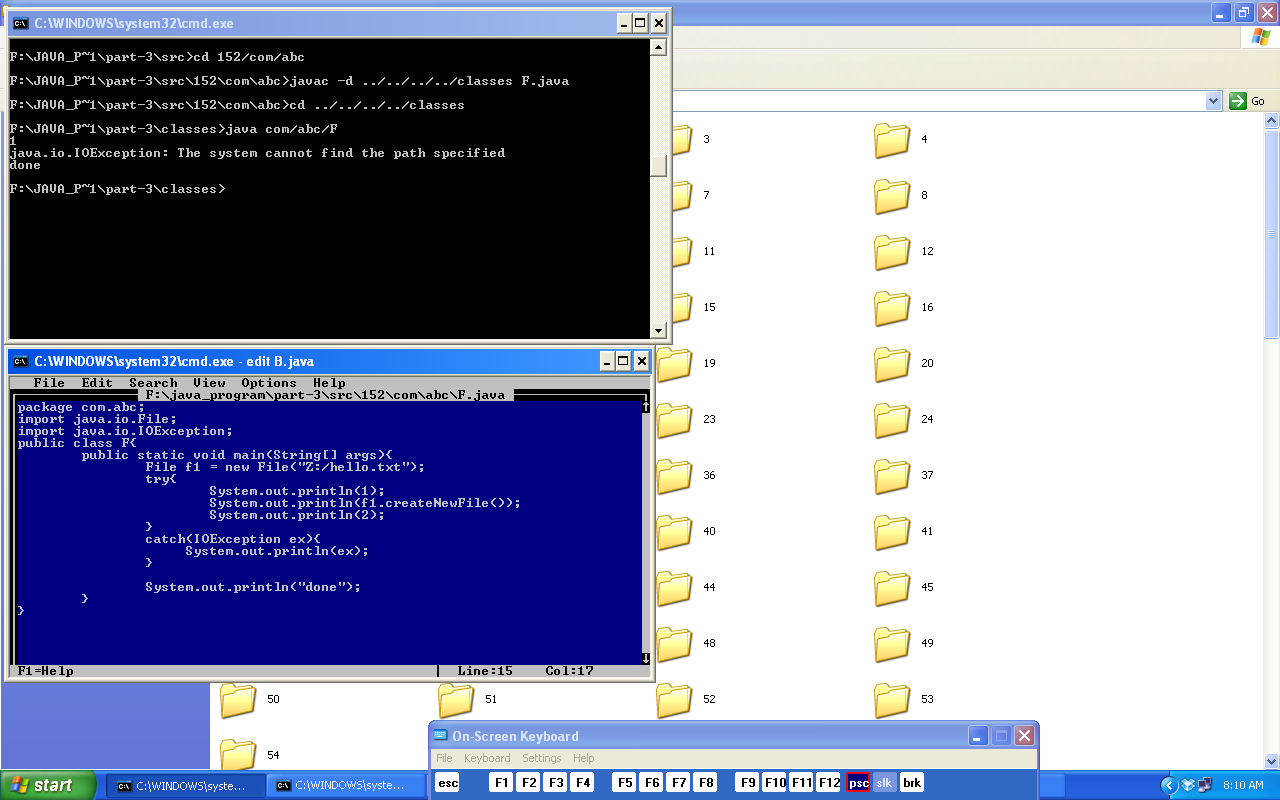 C:\WINDOWS\system32\cmd.exe
F:\JAVA_P~1\part-3\src>cd 152/com/abc
F:\JAVA_P~1\part-3\src\152\com\abc>javac -d ../../../../classes F.java
F:\JAVA_P~1\part-3\src\152\com\abc>cd ../../../../classes
F:\JAVA_P~1\part-3\classes>java com/abc/F
1
java.io.IOException: The system cannot find the path specified
done
F:\JAVA_P~1\part-3\classes>
Go
3
4
7
8
11
12
15
16
19
20
23
24
36
37
40
41
44
45
48
49
50
51
52
53
54
C:\WINDOWS\system32\cmd.exe - edit B.java
File Edit Search View Options Help
F:\java_program\part-3\src\152\com\abc\F.java
package com.abc;
import java.io.File;
import java.io.IOException;
public class F{
public static void main(String[] args){
File f1 = new File("Z:/hello.txt");
try{
System.out.println(1);
System.out.println(f1.createNewFile());
System.out.println(2);
}
catch(IOException ex){
System.out.println(ex);
}
System.out.println("done");
}
}
F1=Help
Line:15 Col:17
On-Screen Keyboard
File Keyboard Settings Help
esc F1 F2 F3 F4 F5 F6 F7 F8 F9 F10 F11 F12 psc slk brk
start
C:\WINDOWS\syste...
C:\WINDOWS\syste...
8:10 AM